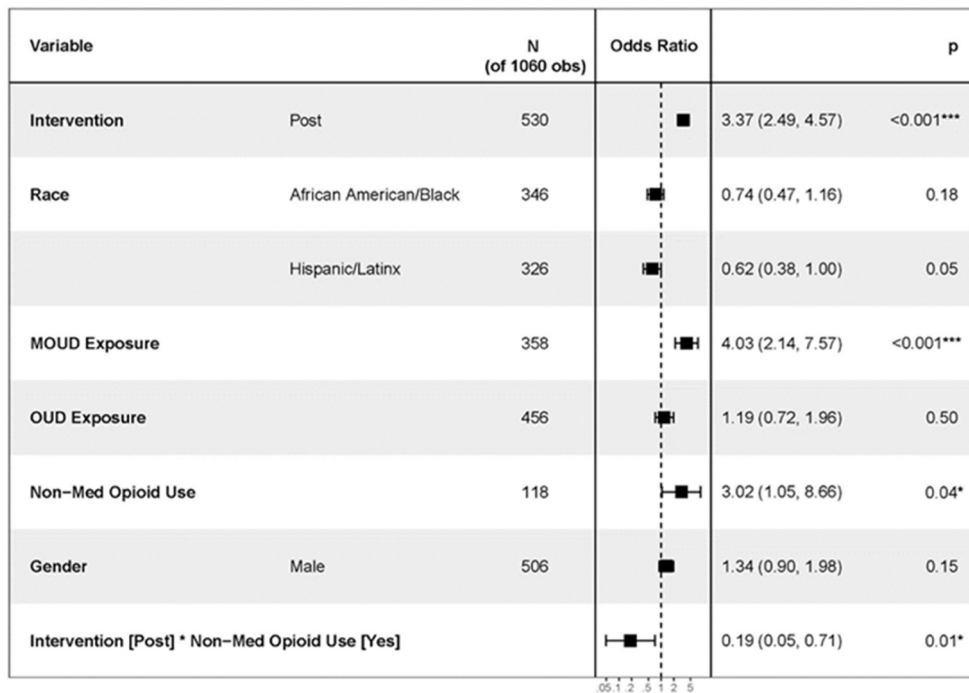 Variable N (of 1060 obs) Odds Ratio p
Intervention Post 530 3.37 (2.49, 4.57) <0.001***
Race African American/Black 346 0.74 (0.47, 1.16) 0.18
Hispanic/Latinx 326 0.62 (0.38, 1.00) 0.05
MOUD Exposure 358 4.03 (2.14, 7.57) <0.001***
OUD Exposure 456 1.19 (0.72, 1.96) 0.50
Non−Med Opioid Use 118 3.02 (1.05, 8.66) 0.04*
Gender Male 506 1.34 (0.90, 1.98) 0.15
Intervention [Post] * Non−Med Opioid Use [Yes] 0.19 (0.05, 0.71) 0.01*
.05 .1 .2 .5 1 2 5